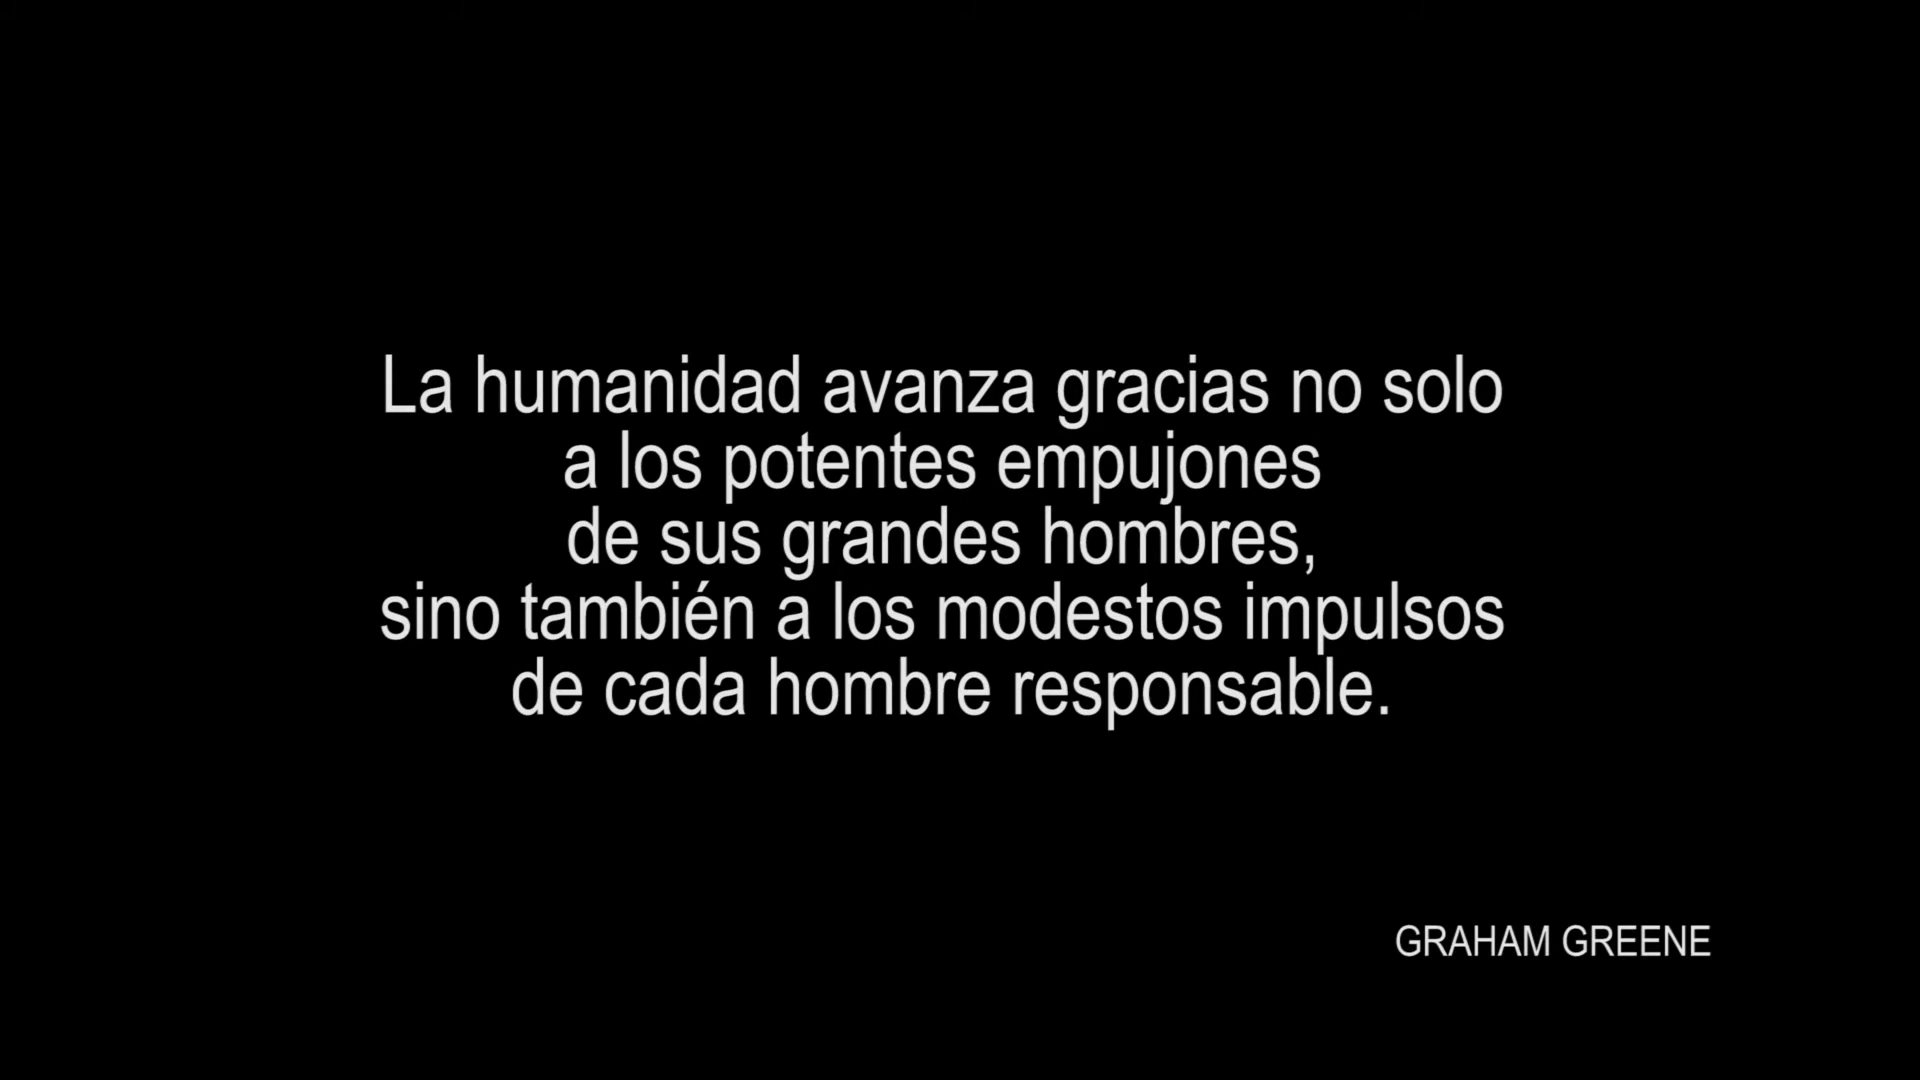 La humanidad avanza gracias no solo
a los potentes empujones
de sus grandes hombres,
sino también a los modestos impulsos
de cada hombre responsable.
GRAHAM GREENE